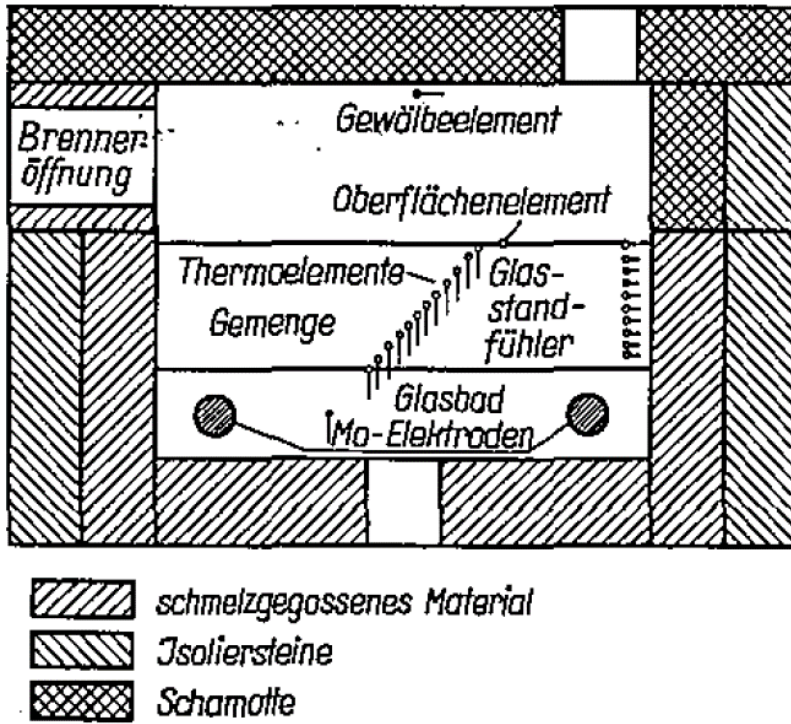 Gewölbeelement
Brenner-
öffnung
Oberflächenelement
Thermoelemente
Gemenge
Glas-
stand-
fühler
Glasbad
Mo-Elektroden
schmelzgegossenes Material
Isoliersteine
Schamotte